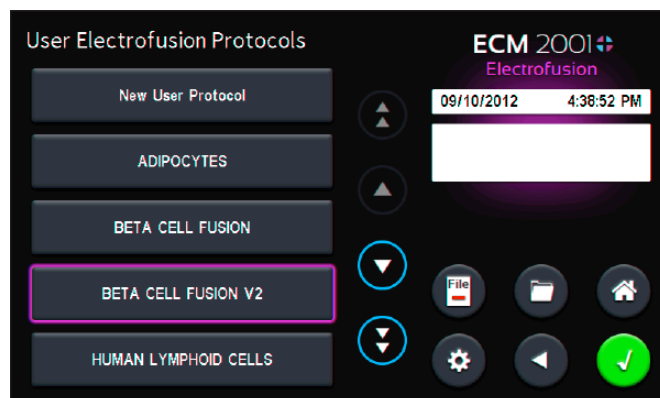 User Electrofusion Protocols
New User Protocol
ADIPOCYTES
BETA CELL FUSION
BETA CELL FUSION V2
HUMAN LYMPHOID CELLS
ECM 2001
Electrofusion
09/10/2012 4:38:52 PM
File